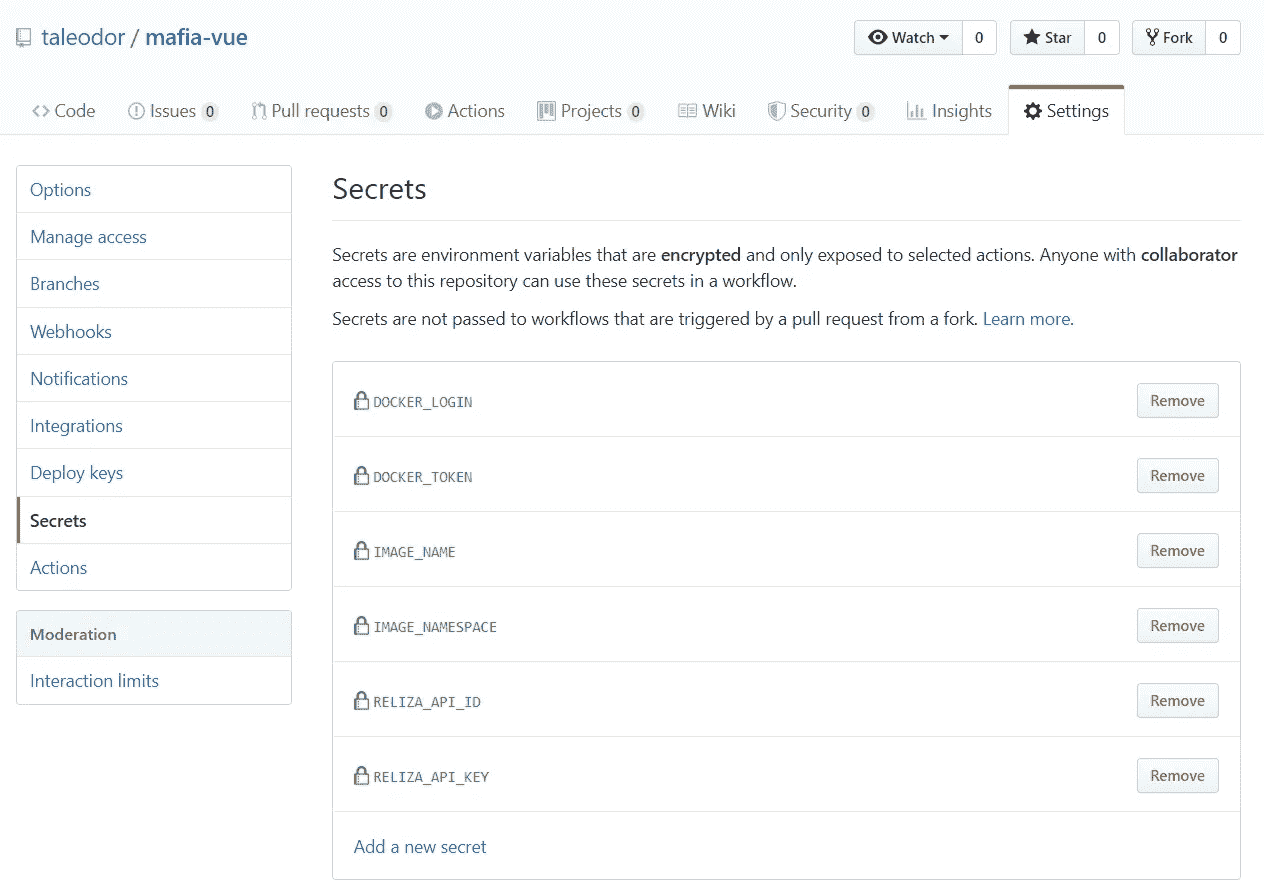 taleodor / mafia-vue
Watch 0 Star 0 Fork 0
Code Issues 0 Pull requests 0 Actions Projects 0 Wiki Security 0 Insights Settings
Options
Manage access
Branches
Webhooks
Notifications
Integrations
Deploy keys
Secrets
Actions
Moderation
Interaction limits
Secrets
Secrets are environment variables that are encrypted and only exposed to selected actions. Anyone with collaborator
access to this repository can use these secrets in a workflow.
Secrets are not passed to workflows that are triggered by a pull request from a fork. Learn more.
DOCKER_LOGIN Remove
DOCKER_TOKEN Remove
IMAGE_NAME Remove
IMAGE_NAMESPACE Remove
RELIZA_API_ID Remove
RELIZA_API_KEY Remove
Add a new secret